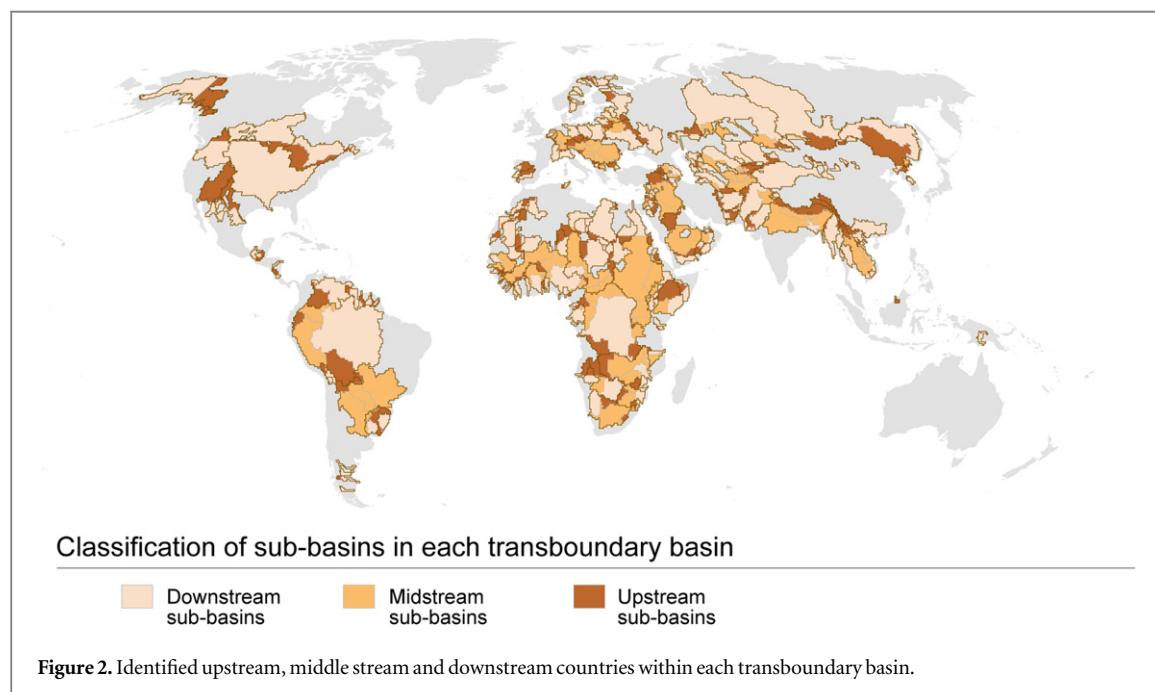 Classification of sub-basins in each transboundary basin
Downstream
sub-basins
Midstream
sub-basins
Upstream
sub-basins
Figure 2. Identified upstream, middle stream and downstream countries within each transboundary basin.